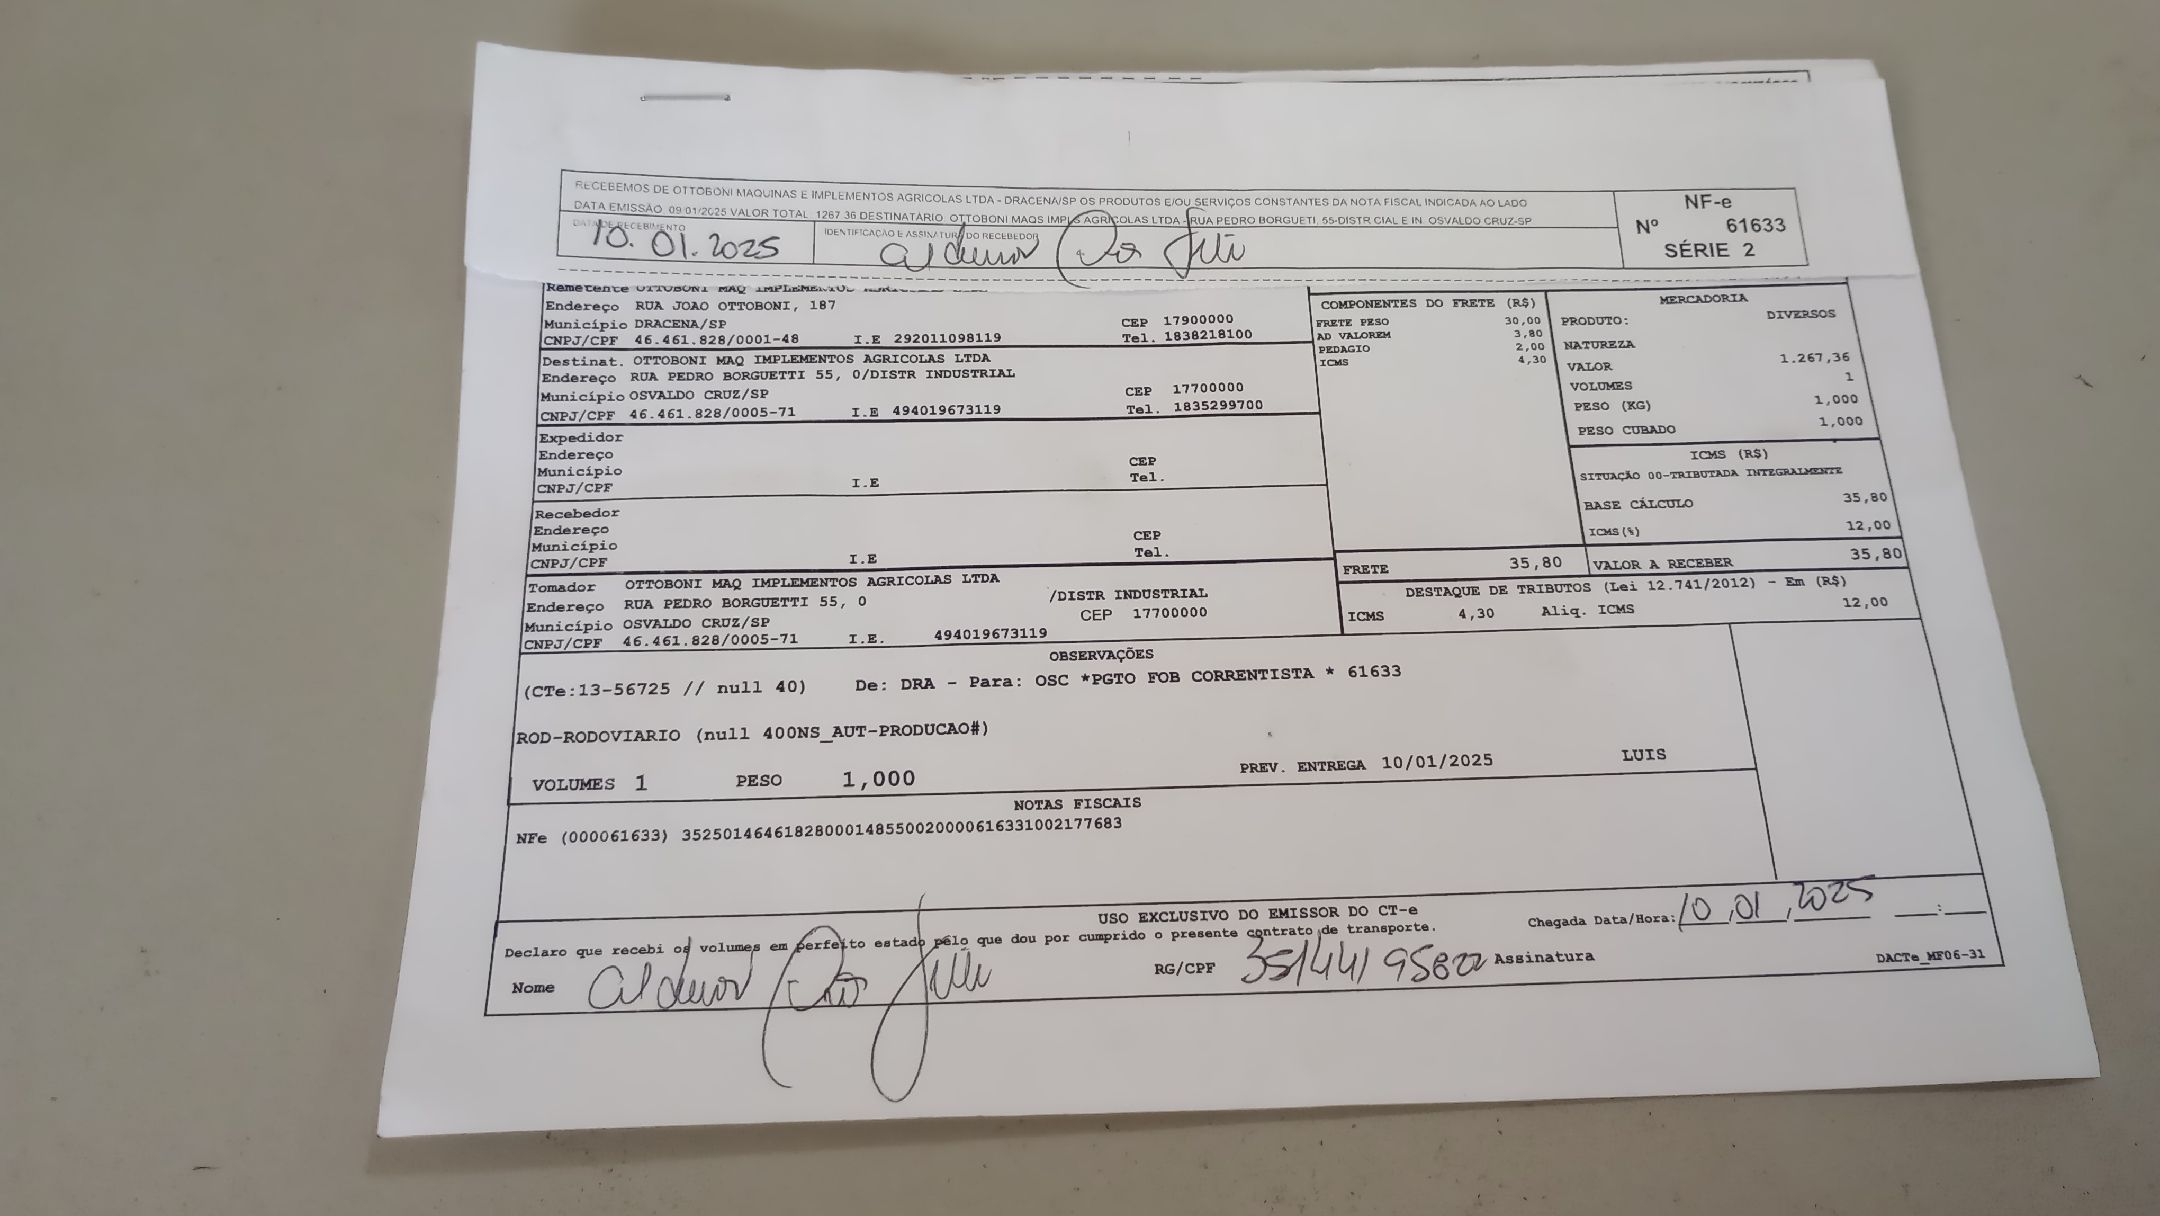 RECEBEMOS DE OTTOBONI MAQUINAS E IMPLEMENTOS AGRICOLAS LTDA - DRACENA/SP OS PRODUTOS E/OU SERVIÇOS CONSTANTES DA NOTA FISCAL INDICADA AO LADO
DATA EMISSÃO 09/01/2025 VALOR TOTAL 1267.36 DESTINATÁRIO OTTOBONI MAQS IMPLS AGRICOLAS LTDA - RUA PEDRO BORGUETI, 55-DISTR CIAL E IN OSVALDO CRUZ-SP
DATA DE RECEBIMENTO
10.01.2025
IDENTIFICAÇÃO E ASSINATURA DO RECEBEDOR
NF-e
Nº 61633
SÉRIE 2
Remetente OTTOBONI MAQ IMPLEMENTOS
Endereço RUA JOAO OTTOBONI, 187
Município DRACENA/SP CEP 17900000
CNPJ/CPF 46.461.828/0001-48 I.E 292011098119 Tel. 1838218100
Destinat. OTTOBONI MAQ IMPLEMENTOS AGRICOLAS LTDA
Endereço RUA PEDRO BORGUETTI 55, 0/DISTR INDUSTRIAL
Município OSVALDO CRUZ/SP CEP 17700000
CNPJ/CPF 46.461.828/0005-71 I.E 494019673119 Tel. 1835299700
Expedidor
Endereço
Município CEP
CNPJ/CPF I.E Tel.
Recebedor
Endereço
Município CEP
CNPJ/CPF I.E Tel.
Tomador OTTOBONI MAQ IMPLEMENTOS AGRICOLAS LTDA
Endereço RUA PEDRO BORGUETTI 55, 0 /DISTR INDUSTRIAL
Município OSVALDO CRUZ/SP CEP 17700000
CNPJ/CPF 46.461.828/0005-71 I.E. 494019673119
COMPONENTES DO FRETE (R$)
FRETE PESO 30,00
AD VALOREM 3,80
PEDAGIO 2,00
ICMS 4,30
MERCADORIA
PRODUTO: DIVERSOS
NATUREZA
VALOR 1.267,36
VOLUMES 1
PESO (KG) 1,000
PESO CUBADO 1,000
ICMS (R$)
SITUAÇÃO 00-TRIBUTADA INTEGRALMENTE
BASE CÁLCULO 35,80
ICMS(%) 12,00
FRETE 35,80 VALOR A RECEBER 35,80
DESTAQUE DE TRIBUTOS (Lei 12.741/2012) - Em (R$)
ICMS 4,30 Aliq. ICMS 12,00
OBSERVAÇÕES
(CTe:13-56725 // null 40) De: DRA - Para: OSC *PGTO FOB CORRENTISTA * 61633
ROD-RODOVIARIO (null 400NS_AUT-PRODUCAO#)
VOLUMES 1 PESO 1,000 PREV. ENTREGA 10/01/2025 LUIS
NOTAS FISCAIS
NFe (000061633) 35250146461828000148550020000616331002177683
USO EXCLUSIVO DO EMISSOR DO CT-e
Chegada Data/Hora: 10,01,2025 __:__
Declaro que recebi os volumes em perfeito estado pelo que dou por cumprido o presente contrato de transporte.
Nome RG/CPF Assinatura
DACTe_MF06-31